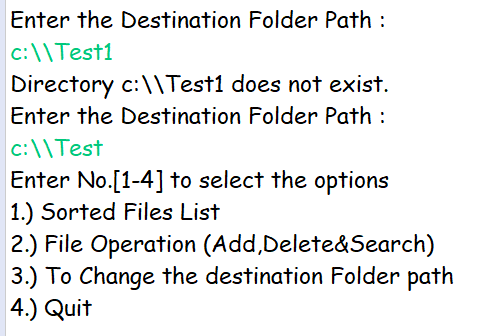 Enter the Destination Folder Path :
c:\\Test1
Directory c:\\Test1 does not exist.
Enter the Destination Folder Path :
c:\\Test
Enter No.[1-4] to select the options
1.) Sorted Files List
2.) File Operation (Add,Delete&Search)
3.) To Change the destination Folder path
4.) Quit